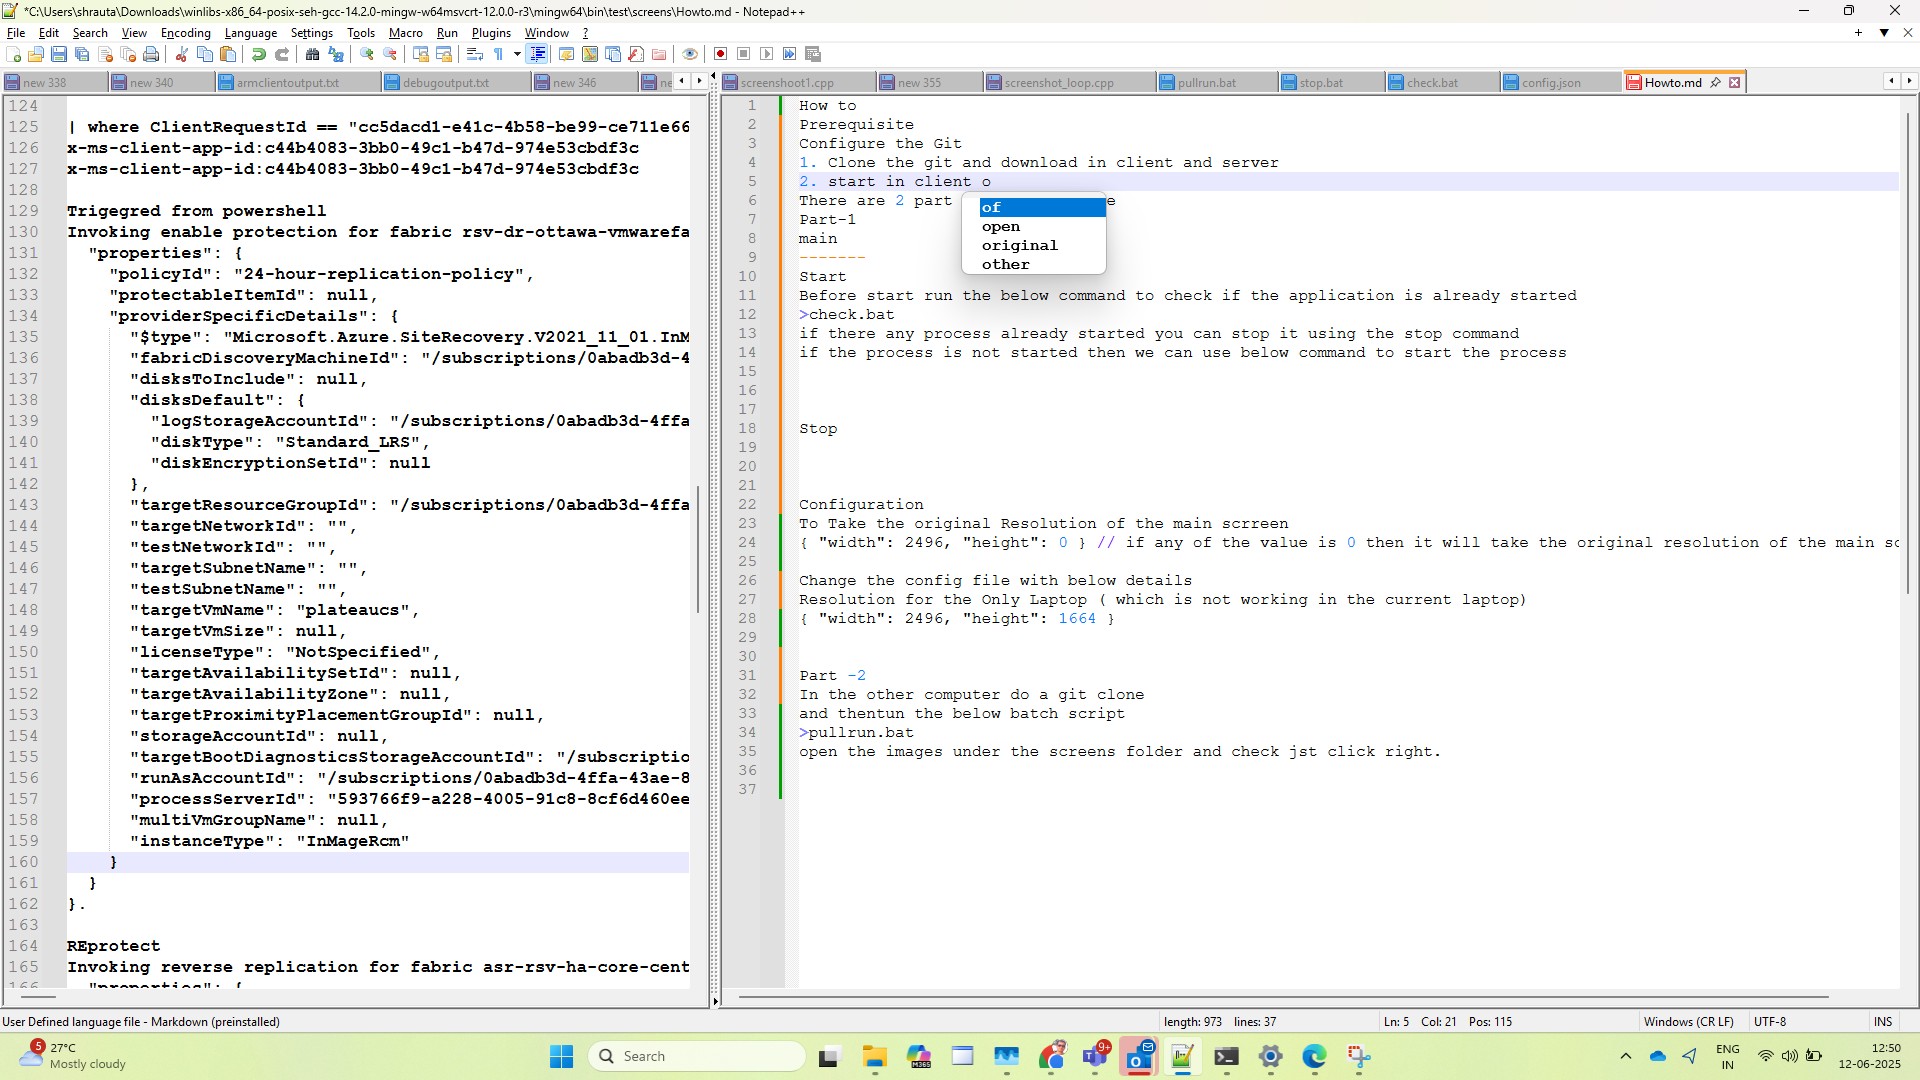 *C:\Users\shrauta\Downloads\winlibs-x86_64-posix-seh-gcc-14.2.0-mingw-w64msvcrt-12.0.0-r3\mingw64\bin\test\screens\Howto.md - Notepad++
File Edit Search View Encoding Language Settings Tools Macro Run Plugins Window ?
new 338 new 340 armclientoutput.txt debugoutput.txt new 346 ne
124
125 | where ClientRequestId == "cc5dacd1-e41c-4b58-be99-ce711e66
126 x-ms-client-app-id:c44b4083-3bb0-49c1-b47d-974e53cbdf3c
127 x-ms-client-app-id:c44b4083-3bb0-49c1-b47d-974e53cbdf3c
128
129 Trigegred from powershell
130 Invoking enable protection for fabric rsv-dr-ottawa-vmwarefa
131 "properties": {
132 "policyId": "24-hour-replication-policy",
133 "protectableItemId": null,
134 "providerSpecificDetails": {
135 "$type": "Microsoft.Azure.SiteRecovery.V2021_11_01.InM
136 "fabricDiscoveryMachineId": "/subscriptions/0abadb3d-4
137 "disksToInclude": null,
138 "disksDefault": {
139 "logStorageAccountId": "/subscriptions/0abadb3d-4ffa
140 "diskType": "Standard_LRS",
141 "diskEncryptionSetId": null
142 },
143 "targetResourceGroupId": "/subscriptions/0abadb3d-4ffa
144 "targetNetworkId": "",
145 "testNetworkId": "",
146 "targetSubnetName": "",
147 "testSubnetName": "",
148 "targetVmName": "plateaucs",
149 "targetVmSize": null,
150 "licenseType": "NotSpecified",
151 "targetAvailabilitySetId": null,
152 "targetAvailabilityZone": null,
153 "targetProximityPlacementGroupId": null,
154 "storageAccountId": null,
155 "targetBootDiagnosticsStorageAccountId": "/subscriptio
156 "runAsAccountId": "/subscriptions/0abadb3d-4ffa-43ae-8
157 "processServerId": "593766f9-a228-4005-91c8-8cf6d460ee
158 "multiVmGroupName": null,
159 "instanceType": "InMageRcm"
160 }
161 }
162 }.
163
164 REprotect
165 Invoking reverse replication for fabric asr-rsv-ha-core-cent
166 "properties": {
screenshoot1.cpp new 355 screenshot_loop.cpp pullrun.bat stop.bat check.bat config.json Howto.md
1 How to
2 Prerequisite
3 Configure the Git
4 1. Clone the git and download in client and server
5 2. start in client o
6 There are 2 part e
7 Part-1
8 main
9 -------
10 Start
11 Before start run the below command to check if the application is already started
12 >check.bat
13 if there any process already started you can stop it using the stop command
14 if the process is not started then we can use below command to start the process
15
16
17
18 Stop
19
20
21
22 Configuration
23 To Take the original Resolution of the main scrreen
24 { "width": 2496, "height": 0 } // if any of the value is 0 then it will take the original resolution of the main sc
25
26 Change the config file with below details
27 Resolution for the Only Laptop ( which is not working in the current laptop)
28 { "width": 2496, "height": 1664 }
29
30
31 Part -2
32 In the other computer do a git clone
33 and thentun the below batch script
34 >pullrun.bat
35 open the images under the screens folder and check jst click right.
36
37
of
open
original
other
User Defined language file - Markdown (preinstalled) length: 973 lines: 37 Ln: 5 Col: 21 Pos: 115 Windows (CR LF) UTF-8 INS
5 27°C
Mostly cloudy
Search
M365
9+
ENG
IN
12:50
12-06-2025